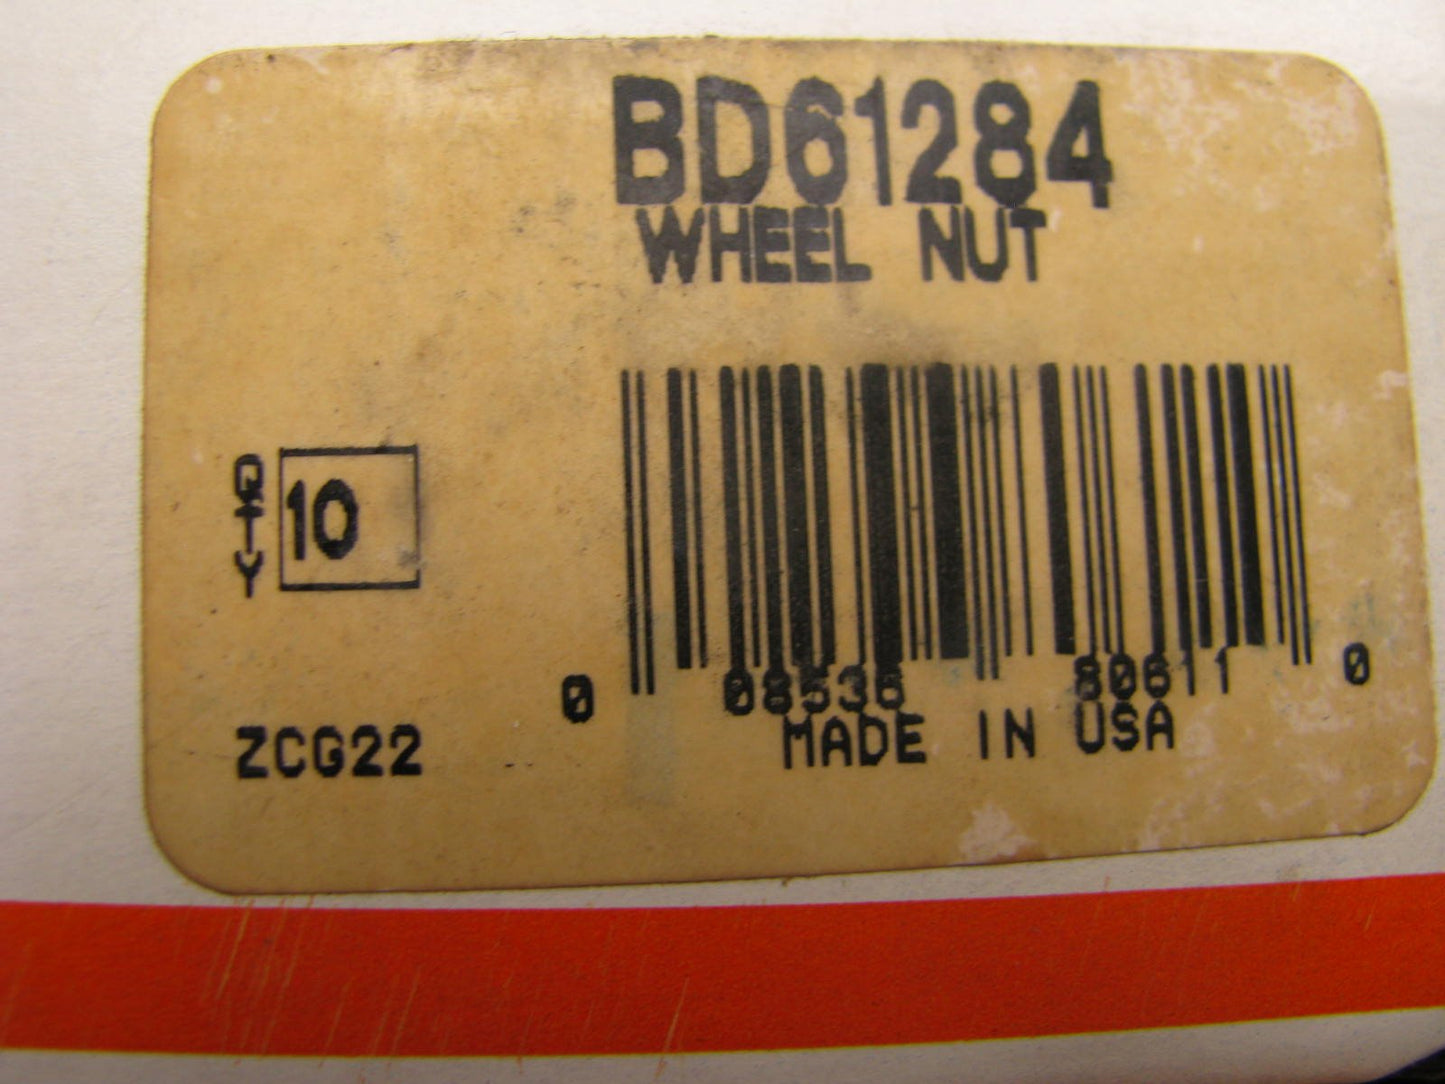 BD61284
WHEEL NUT
QTY 10
0 08536 80611 0
ZCG22
MADE IN USA